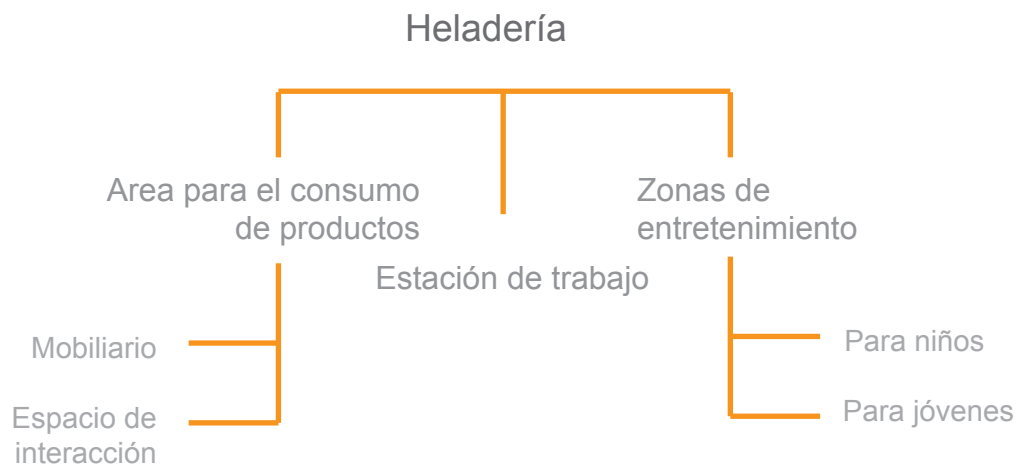 Heladería
Area para el consumo
de productos
Zonas de
entretenimiento
Estación de trabajo
Mobiliario
Espacio de
interacción
Para niños
Para jóvenes